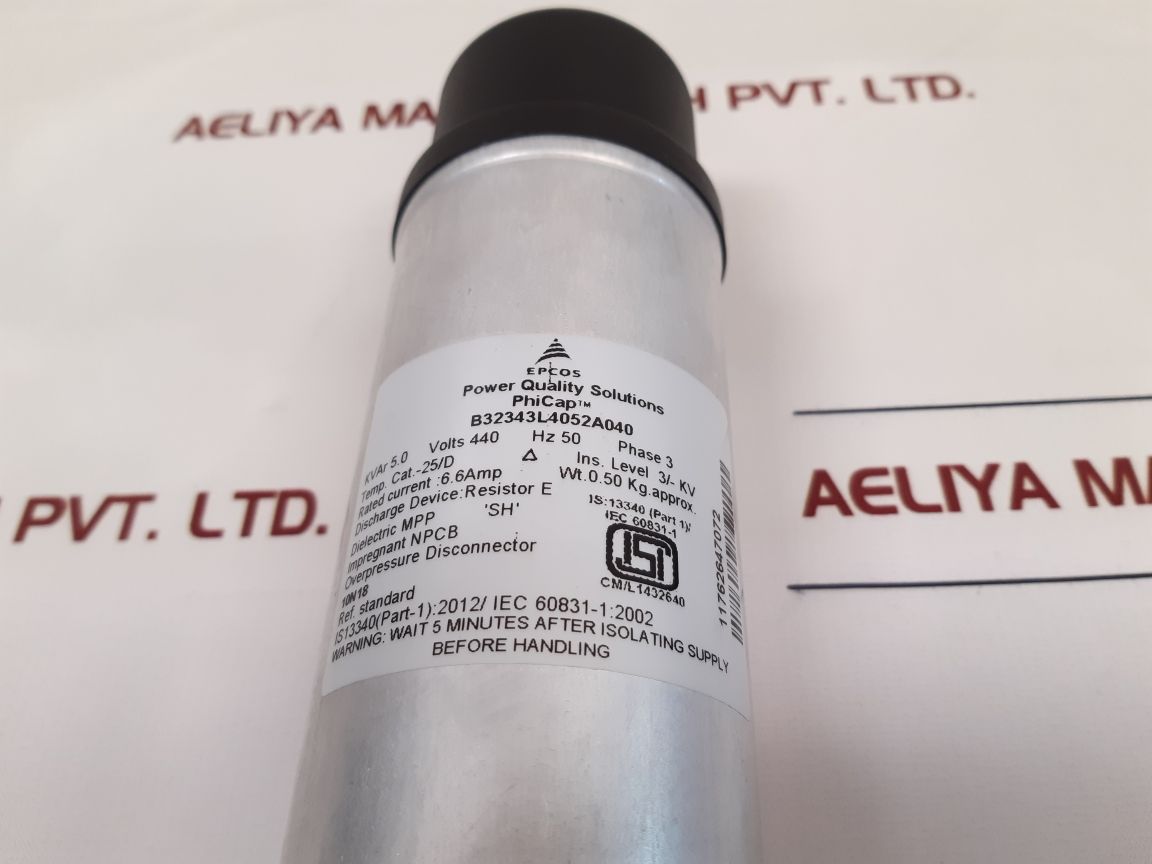 AELIYA MA H PVT. LTD.
EPCOS
Power Quality Solutions
PhiCap™
B32343L4052A040
KVAr 5.0 Volts 440 Hz 50 Phase 3
Temp. Cat.-25/D Δ Ins. Level 3/- KV
Rated current :6.6Amp Wt.0.50 Kg.approx.
Discharge Device:Resistor E
Dielectric MPP 'SH'
Impregnant NPCB
Overpressure Disconnector
10N18
Ref. standard
IS13340(Part-1):2012/ IEC 60831-1:2002
WARNING: WAIT 5 MINUTES AFTER ISOLATING SUPPLY
BEFORE HANDLING
IS:13340 (Part 1)/
IEC 60831-1
ISI
CM/L1432640
117626647072
H PVT. LTD.
AELIYA MA